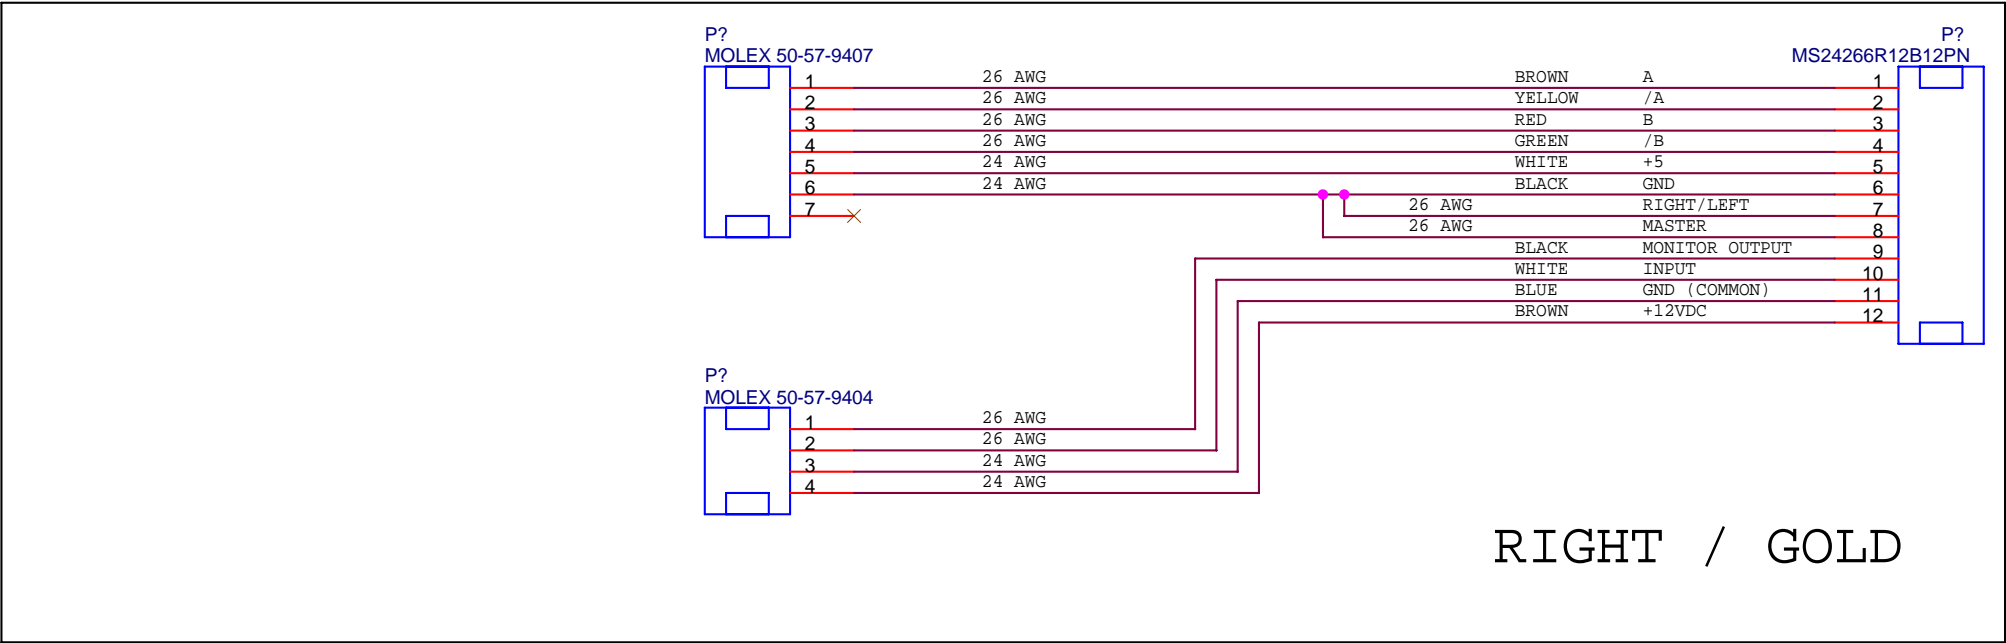 P? P?
MOLEX 50-57-9407 MS24266R12B12PN
1 26 AWG BROWN A 1
2 26 AWG YELLOW /A 2
3 26 AWG RED B 3
4 26 AWG GREEN /B 4
5 24 AWG WHITE +5 5
6 24 AWG BLACK GND 6
7 26 AWG RIGHT/LEFT 7
26 AWG MASTER 8
BLACK MONITOR OUTPUT 9
WHITE INPUT 10
BLUE GND (COMMON) 11
BROWN +12VDC 12
P?
MOLEX 50-57-9404
1 26 AWG
2 26 AWG
3 24 AWG
4 24 AWG
RIGHT / GOLD